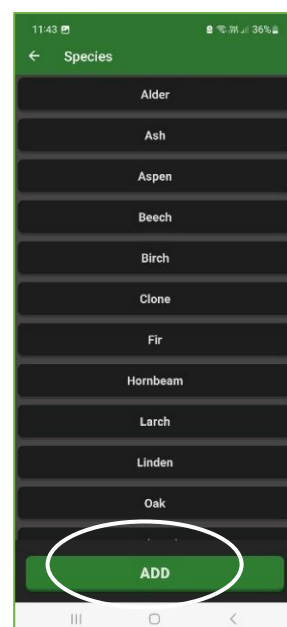 11:43 36%
← Species
Alder
Ash
Aspen
Beech
Birch
Clone
Fir
Hornbeam
Larch
Linden
Oak
ADD